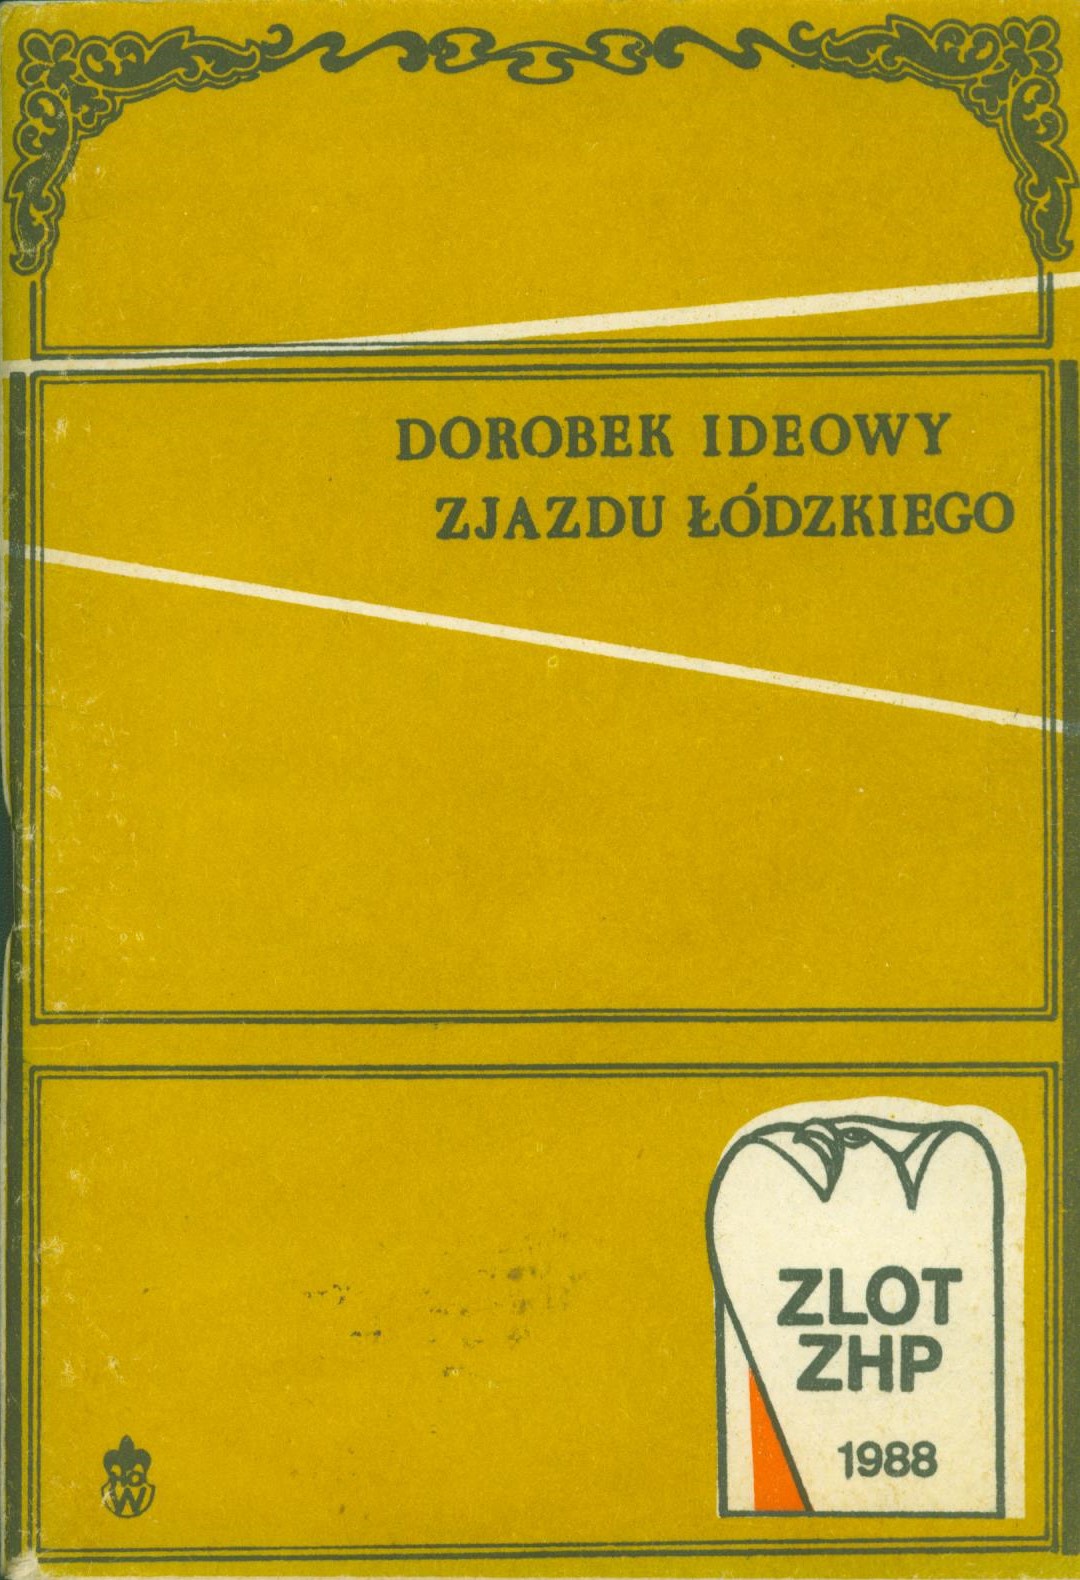 DOROBEK IDEOWY
ZJAZDU ŁÓDZKIEGO
ZLOT
ZHP
1988